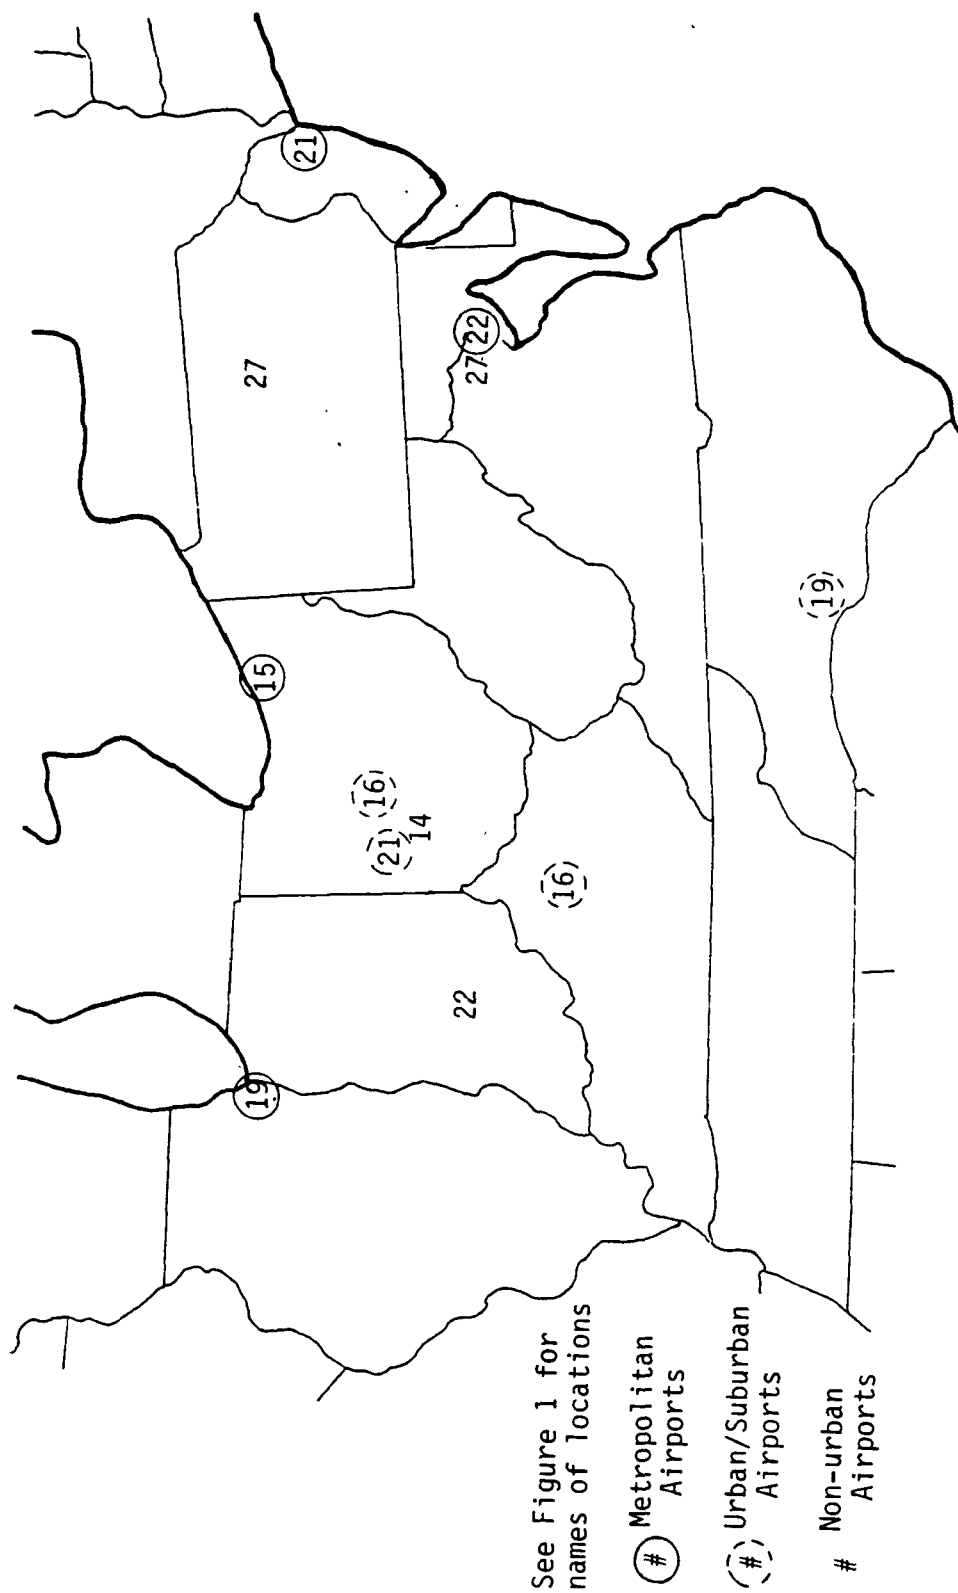 21
27
22
27
15
19
16
21
14
16
22
19
See Figure 1 for
names of locations
# Metropolitan
Airports
# Urban/Suburban
Airports
# Non-urban
Airports